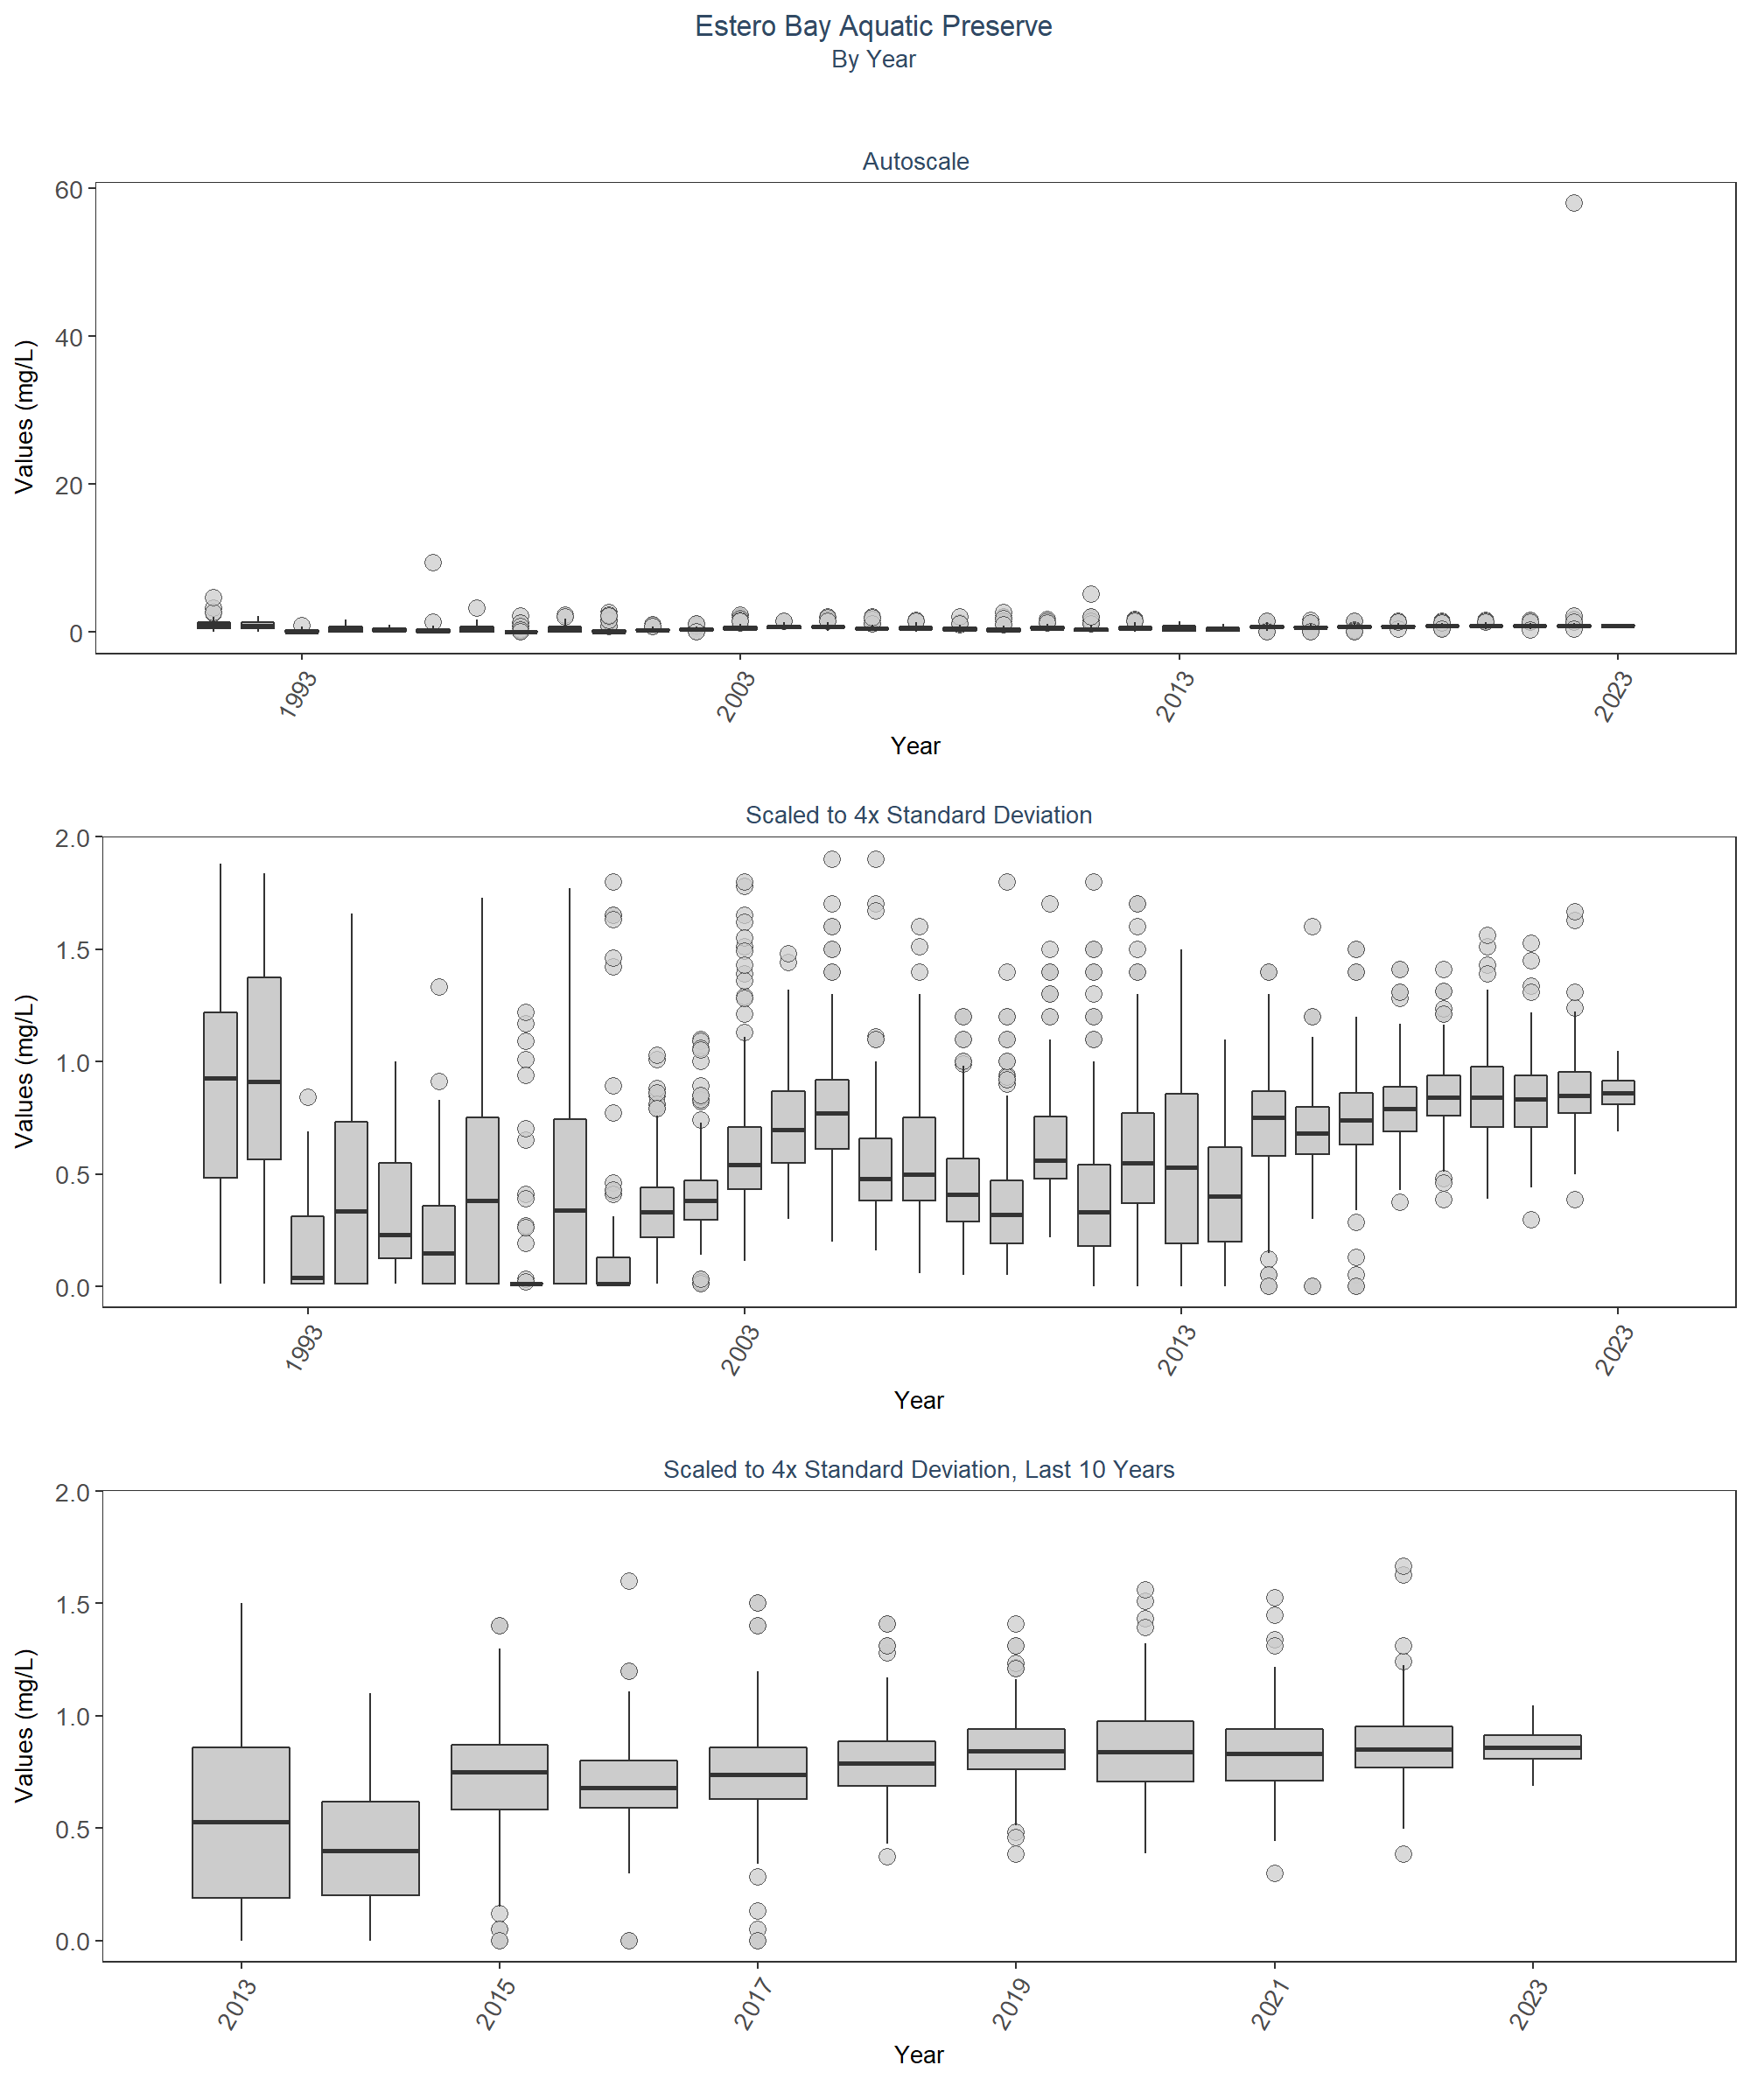 Estero Bay Aquatic Preserve
By Year
Autoscale
60
40
20
0
Values (mg/L)
1993
2003
2013
2023
Year
Scaled to 4x Standard Deviation
2.0
1.5
1.0
0.5
0.0
Values (mg/L)
1993
2003
2013
2023
Year
Scaled to 4x Standard Deviation, Last 10 Years
2.0
1.5
1.0
0.5
0.0
Values (mg/L)
2013
2015
2017
2019
2021
2023
Year